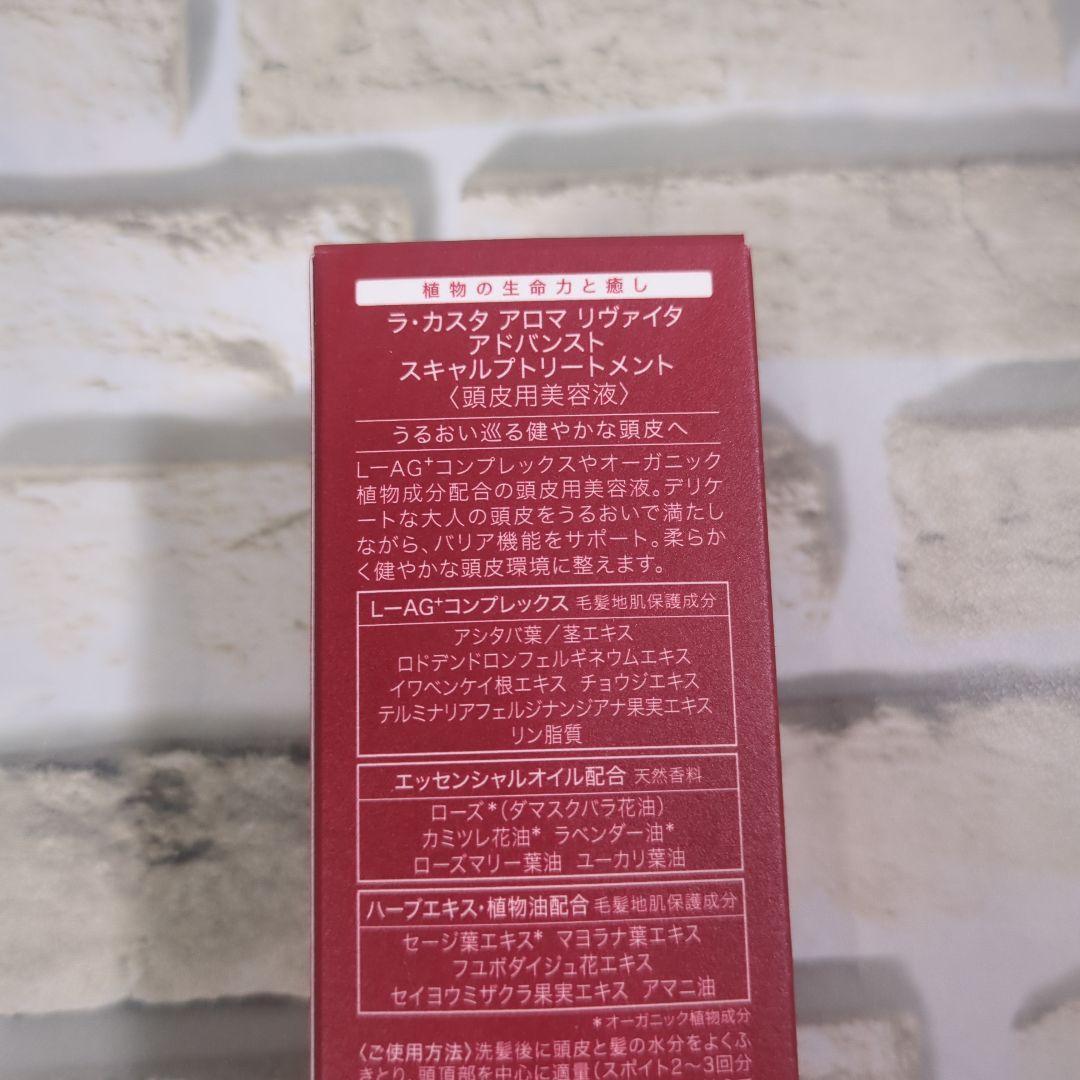 植物の生命力と癒し
ラ・カスタ アロマ リヴァイタ
アドバンスト
スキャルプトリートメント
〈頭皮用美容液〉
うるおい巡る健やかな頭皮へ
L－AG⁺コンプレックスやオーガニック
植物成分配合の頭皮用美容液。デリケ
ートな大人の頭皮をうるおいで満たし
ながら、バリア機能をサポート。柔らか
く健やかな頭皮環境に整えます。
L－AG⁺コンプレックス 毛髪地肌保護成分
アシタバ葉／茎エキス
ロドデンドロンフェルギネウムエキス
イワベンケイ根エキス チョウジエキス
テルミナリアフェルジナンジアナ果実エキス
リン脂質
エッセンシャルオイル配合 天然香料
ローズ*(ダマスクバラ花油)
カミツレ花油* ラベンダー油*
ローズマリー葉油 ユーカリ葉油
ハーブエキス・植物油配合 毛髪地肌保護成分
セージ葉エキス* マヨラナ葉エキス
フユボダイジュ花エキス
セイヨウミザクラ果実エキス アマニ油
*オーガニック植物成分
〈ご使用方法〉洗髪後に頭皮と髪の水分をよくふ
きとり、頭頂部を中心に適量(スポイト2～3回分